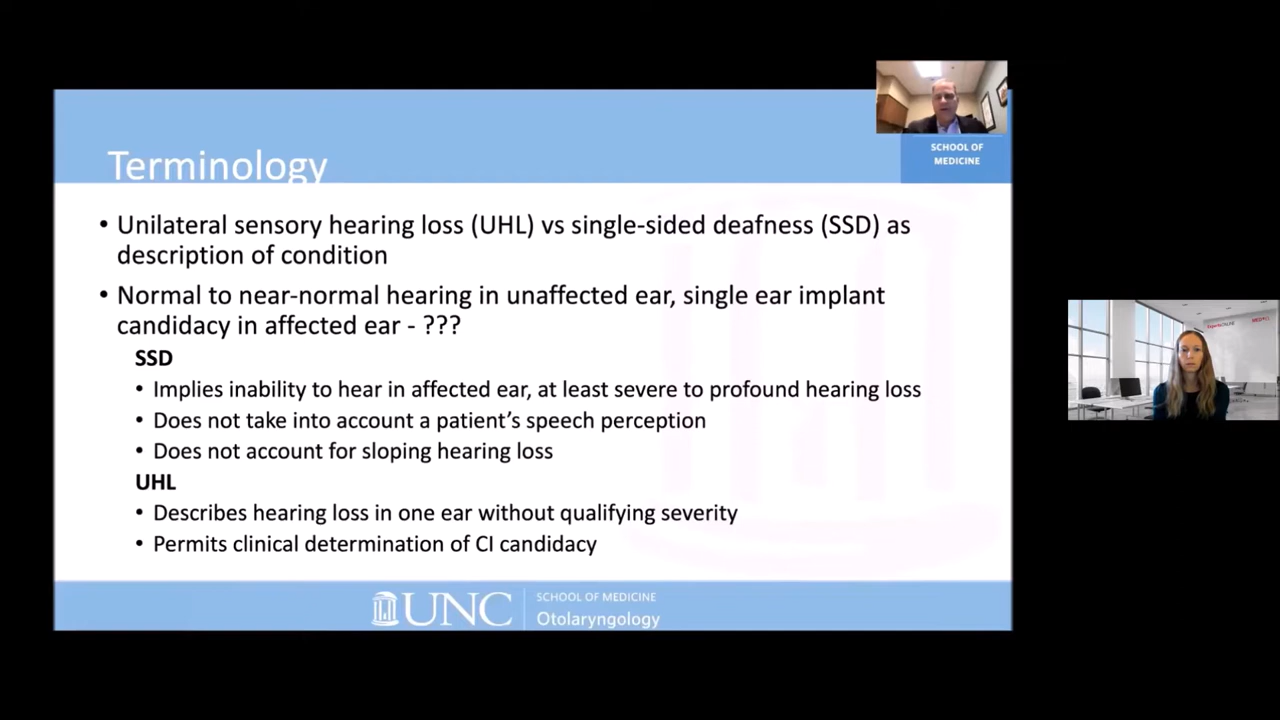 SCHOOL OF
MEDICINE
Terminology
• Unilateral sensory hearing loss (UHL) vs single-sided deafness (SSD) as
description of condition
• Normal to near-normal hearing in unaffected ear, single ear implant
candidacy in affected ear - ???
SSD
• Implies inability to hear in affected ear, at least severe to profound hearing loss
• Does not take into account a patient's speech perception
• Does not account for sloping hearing loss
UHL
• Describes hearing loss in one ear without qualifying severity
• Permits clinical determination of CI candidacy
UNC
SCHOOL OF MEDICINE
Otolaryngology